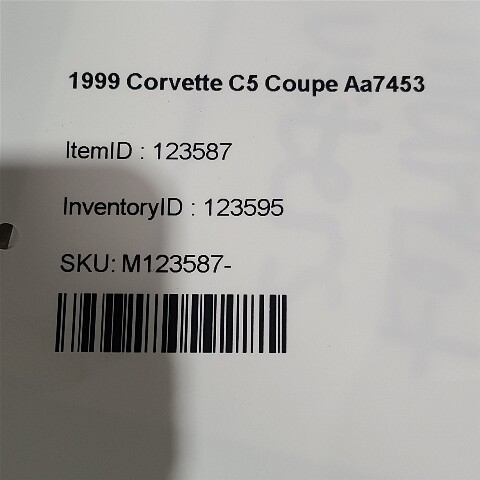 1999 Corvette C5 Coupe Aa7453
ItemID : 123587
InventoryID : 123595
SKU: M123587-